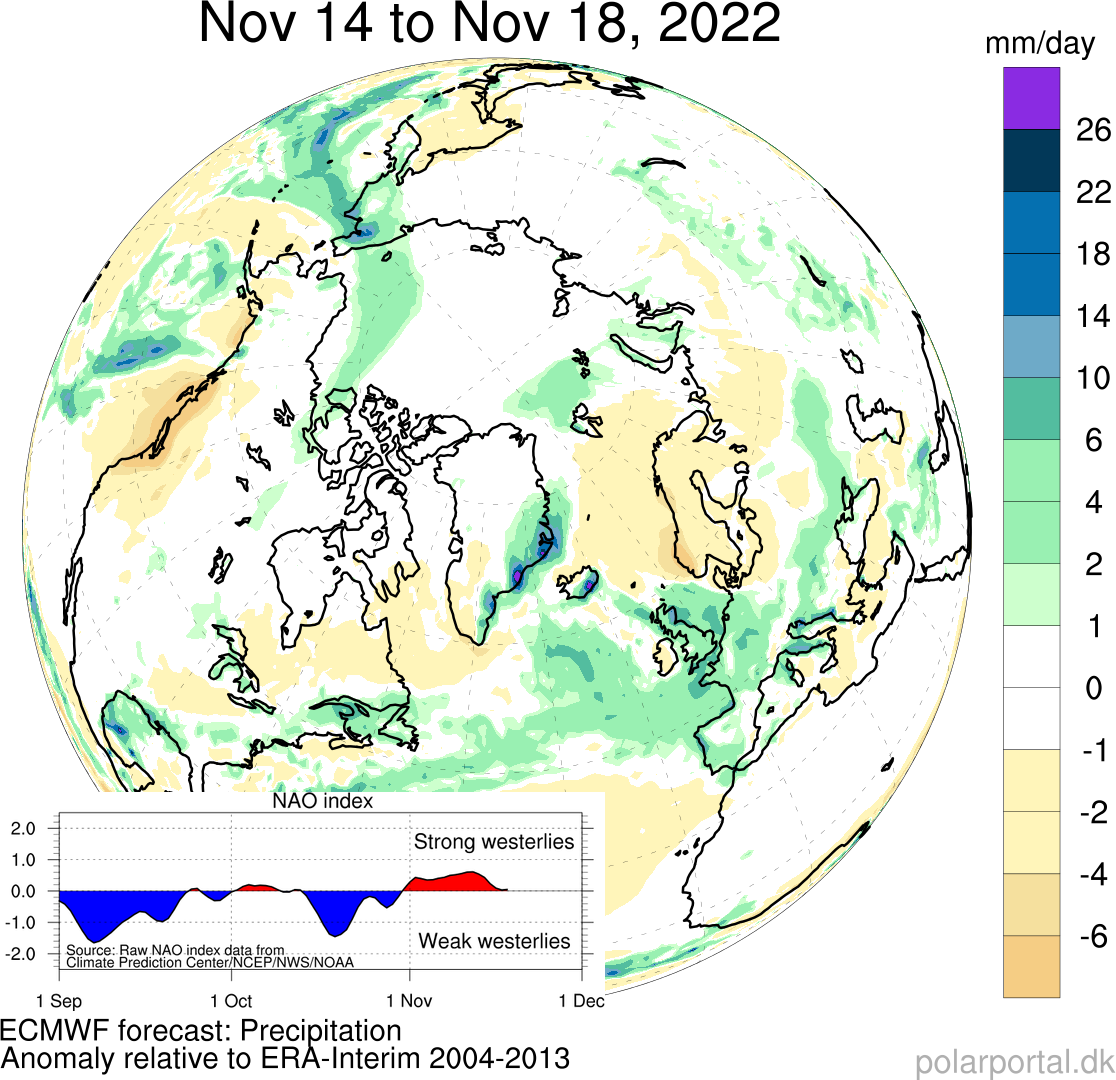 Nov 14 to Nov 18, 2022
mm/day
26
22
18
14
10
6
4
2
1
0
-1
-2
-4
-6
NAO index
2.0
1.0
0.0
-1.0
-2.0
Strong westerlies
Weak westerlies
Source: Raw NAO index data from
Climate Prediction Center/NCEP/NWS/NOAA
1 Sep 1 Oct 1 Nov 1 Dec
ECMWF forecast: Precipitation
Anomaly relative to ERA-Interim 2004-2013
polarportal.dk